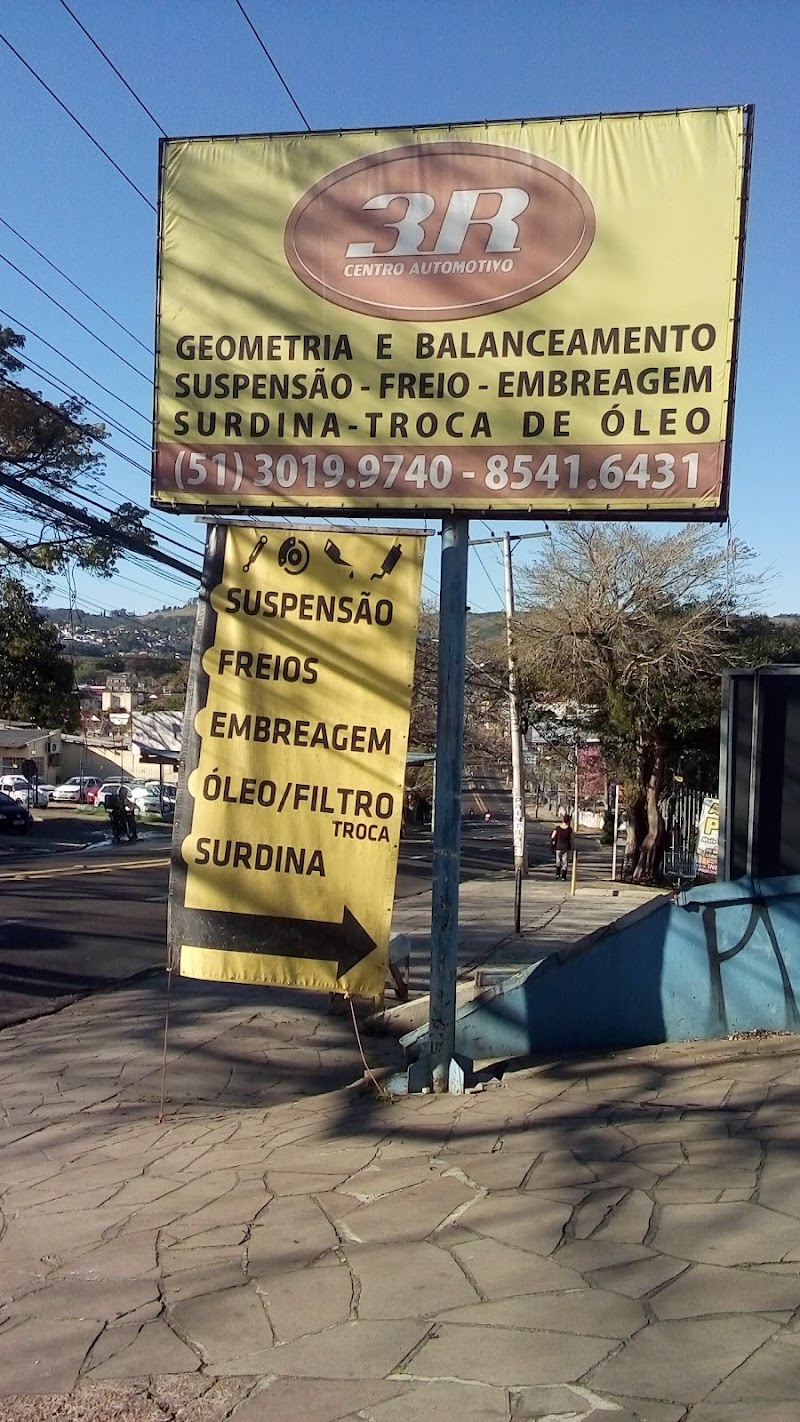 3R
CENTRO AUTOMOTIVO
GEOMETRIA E BALANCEAMENTO
SUSPENSÃO - FREIO - EMBREAGEM
SURDINA - TROCA DE ÓLEO
(51) 3019.9740 - 8541.6431
SUSPENSÃO
FREIOS
EMBREAGEM
ÓLEO/FILTRO
TROCA
SURDINA